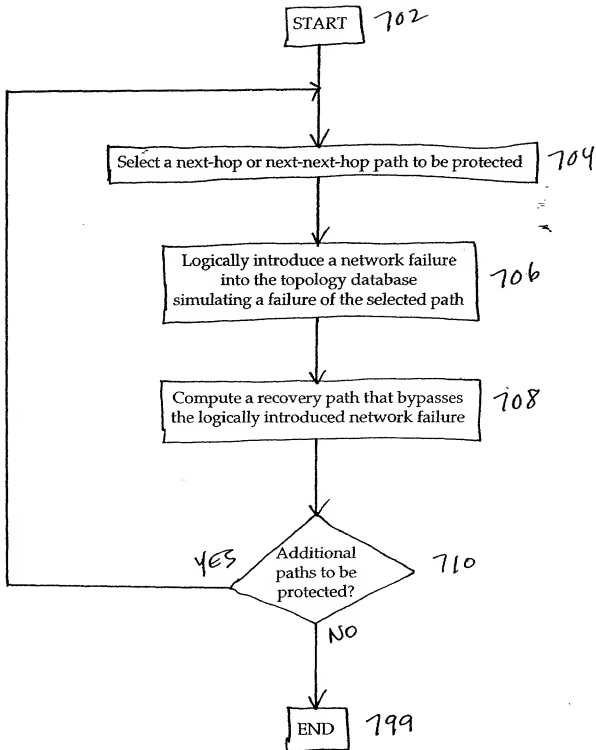 START 702
Select a next-hop or next-next-hop path to be protected 704
Logically introduce a network failure
into the topology database
simulating a failure of the selected path
706
Compute a recovery path that bypasses
the logically introduced network failure
708
YES
Additional
paths to be
protected?
710
NO
END 799